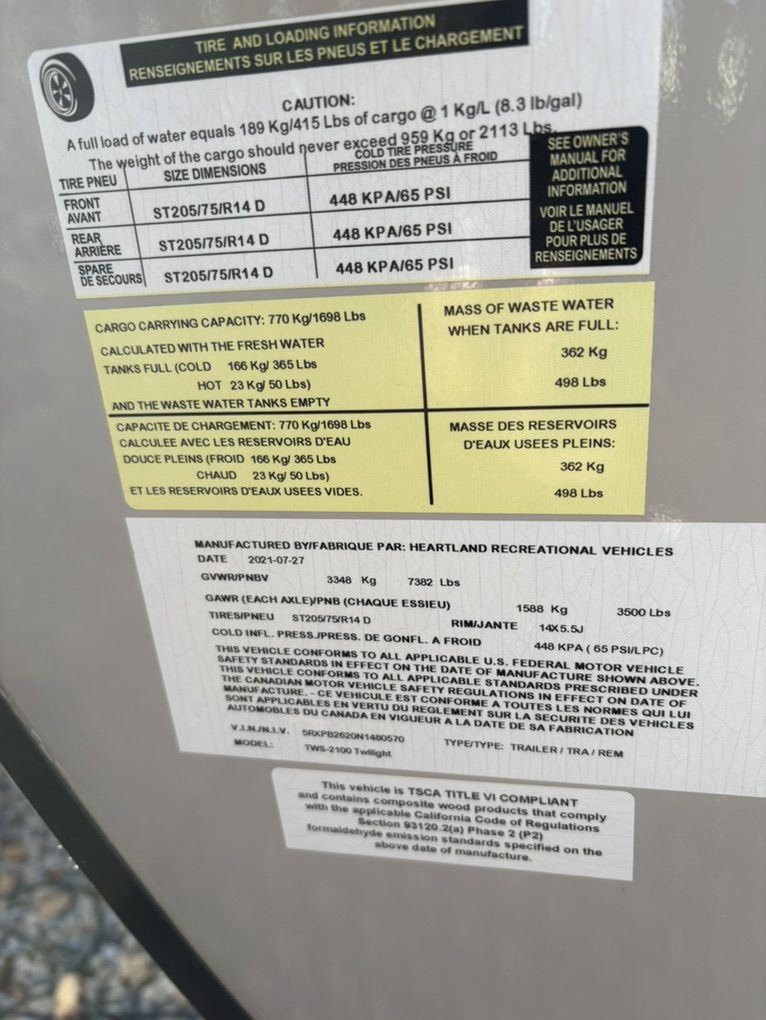 TIRE AND LOADING INFORMATION
RENSEIGNEMENTS SUR LES PNEUS ET LE CHARGEMENT
CAUTION:
A full load of water equals 189 Kg/415 Lbs of cargo @ 1 Kg/L (8.3 lb/gal)
The weight of the cargo should never exceed 959 Kg or 2113 Lbs.
TIRE PNEU SIZE DIMENSIONS COLD TIRE PRESSURE
PRESSION DES PNEUS À FROID
FRONT
AVANT ST205/75/R14 D 448 KPA/65 PSI
REAR
ARRIÈRE ST205/75/R14 D 448 KPA/65 PSI
SPARE
DE SECOURS ST205/75/R14 D 448 KPA/65 PSI
SEE OWNER'S
MANUAL FOR
ADDITIONAL
INFORMATION
VOIR LE MANUEL
DE L'USAGER
POUR PLUS DE
RENSEIGNEMENTS
CARGO CARRYING CAPACITY: 770 Kg/1698 Lbs
CALCULATED WITH THE FRESH WATER
TANKS FULL (COLD 166 Kg/ 365 Lbs
HOT 23 Kg/ 50 Lbs)
AND THE WASTE WATER TANKS EMPTY
MASS OF WASTE WATER
WHEN TANKS ARE FULL:
362 Kg
498 Lbs
CAPACITE DE CHARGEMENT: 770 Kg/1698 Lbs
CALCULEE AVEC LES RESERVOIRS D'EAU
DOUCE PLEINS (FROID 166 Kg/ 365 Lbs
CHAUD 23 Kg/ 50 Lbs)
ET LES RESERVOIRS D'EAUX USEES VIDES.
MASSE DES RESERVOIRS
D'EAUX USEES PLEINS:
362 Kg
498 Lbs
MANUFACTURED BY/FABRIQUE PAR: HEARTLAND RECREATIONAL VEHICLES
DATE 2021-07-27
GVWR/PNBV 3348 Kg 7382 Lbs
GAWR (EACH AXLE)/PNB (CHAQUE ESSIEU) 1588 Kg 3500 Lbs
TIRES/PNEU ST205/75/R14 D RIM/JANTE 14X5.5J
COLD INFL. PRESS./PRESS. DE GONFL. A FROID 448 KPA ( 65 PSI/LPC)
THIS VEHICLE CONFORMS TO ALL APPLICABLE U.S. FEDERAL MOTOR VEHICLE
SAFETY STANDARDS IN EFFECT ON THE DATE OF MANUFACTURE SHOWN ABOVE.
THIS VEHICLE CONFORMS TO ALL APPLICABLE STANDARDS PRESCRIBED UNDER
THE CANADIAN MOTOR VEHICLE SAFETY REGULATIONS IN EFFECT ON DATE OF
MANUFACTURE. - CE VEHICULE EST CONFORME A TOUTES LES NORMES QUI LUI
SONT APPLICABLES EN VERTU DU REGLEMENT SUR LA SECURITE DES VEHICLES
AUTOMOBILES DU CANADA EN VIGUEUR A LA DATE DE SA FABRICATION
V.I.N./N.I.V. 5RXPB2620N1480570
MODEL: TWS-2100 Twilight TYPE/TYPE: TRAILER / TRA / REM
This vehicle is TSCA TITLE VI COMPLIANT
and contains composite wood products that comply
with the applicable California Code of Regulations
Section 93120.2(a) Phase 2 (P2)
formaldehyde emission standards specified on the
above date of manufacture.